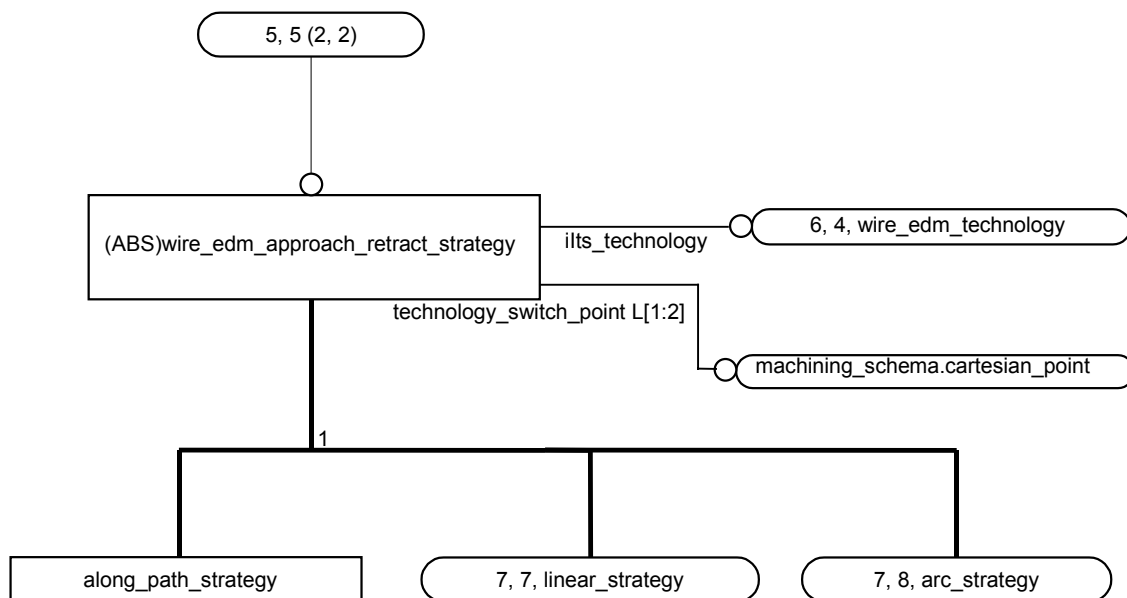 5, 5 (2, 2)
(ABS)wire_edm_approach_retract_strategy
iIts_technology
6, 4, wire_edm_technology
technology_switch_point L[1:2]
machining_schema.cartesian_point
1
along_path_strategy
7, 7, linear_strategy
7, 8, arc_strategy